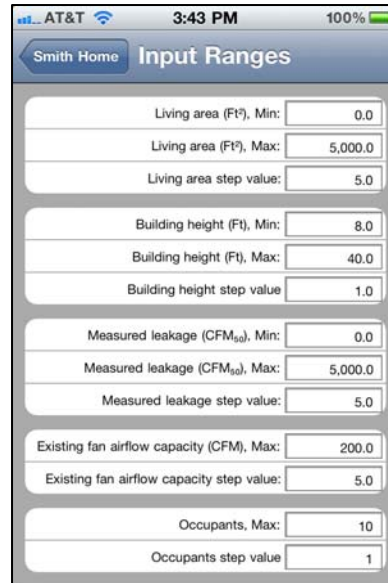 AT&T 3:43 PM 100%
Smith Home Input Ranges
Living area (Ft²), Min: 0.0
Living area (Ft²), Max: 5,000.0
Living area step value: 5.0
Building height (Ft), Min: 8.0
Building height (Ft), Max: 40.0
Building height step value 1.0
Measured leakage (CFM₅₀), Min: 0.0
Measured leakage (CFM₅₀), Max: 5,000.0
Measured leakage step value: 5.0
Existing fan airflow capacity (CFM), Max: 200.0
Existing fan airflow capacity step value: 5.0
Occupants, Max: 10
Occupants step value 1